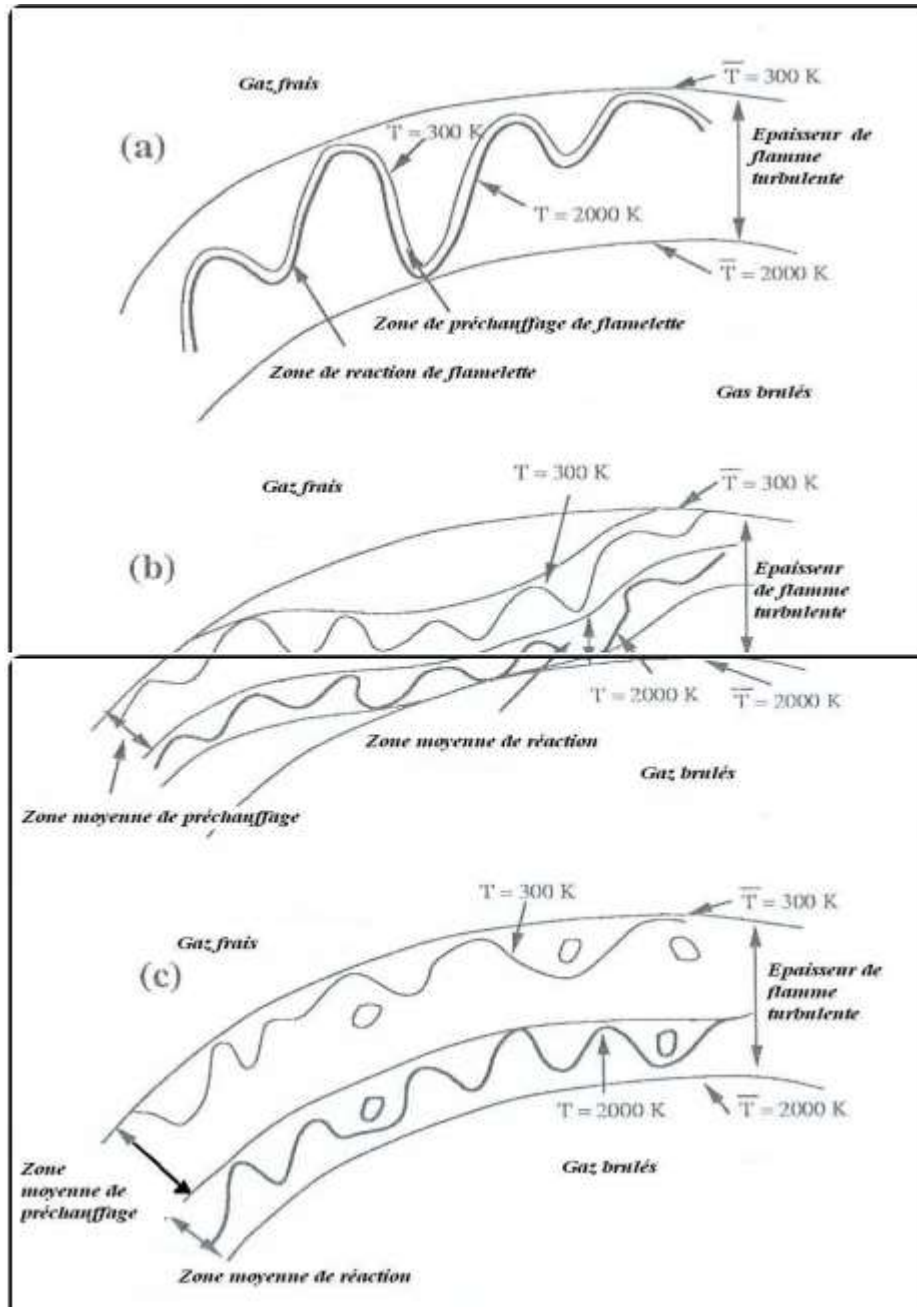 T̅ = 300 K
Gaz frais
(a)
T = 300 K
Epaisseur de
flamme
turbulente
T = 2000 K
T̅ = 2000 K
Zone de préchauffage de flamelette
Zone de reaction de flamelette
Gas brulés
T = 300 K
T̅ = 300 K
Gaz frais
(b)
Epaisseur
de flamme
turbulente
T = 2000 K
T̅ = 2000 K
Zone moyenne de réaction
Gaz brulés
Zone moyenne de préchauffage
T = 300 K
T̅ = 300 K
Gaz frais
(c)
Epaisseur de
flamme
turbulente
T = 2000 K
T̅ = 2000 K
Gaz brulés
Zone
moyenne de
préchauffage
Zone moyenne de réaction